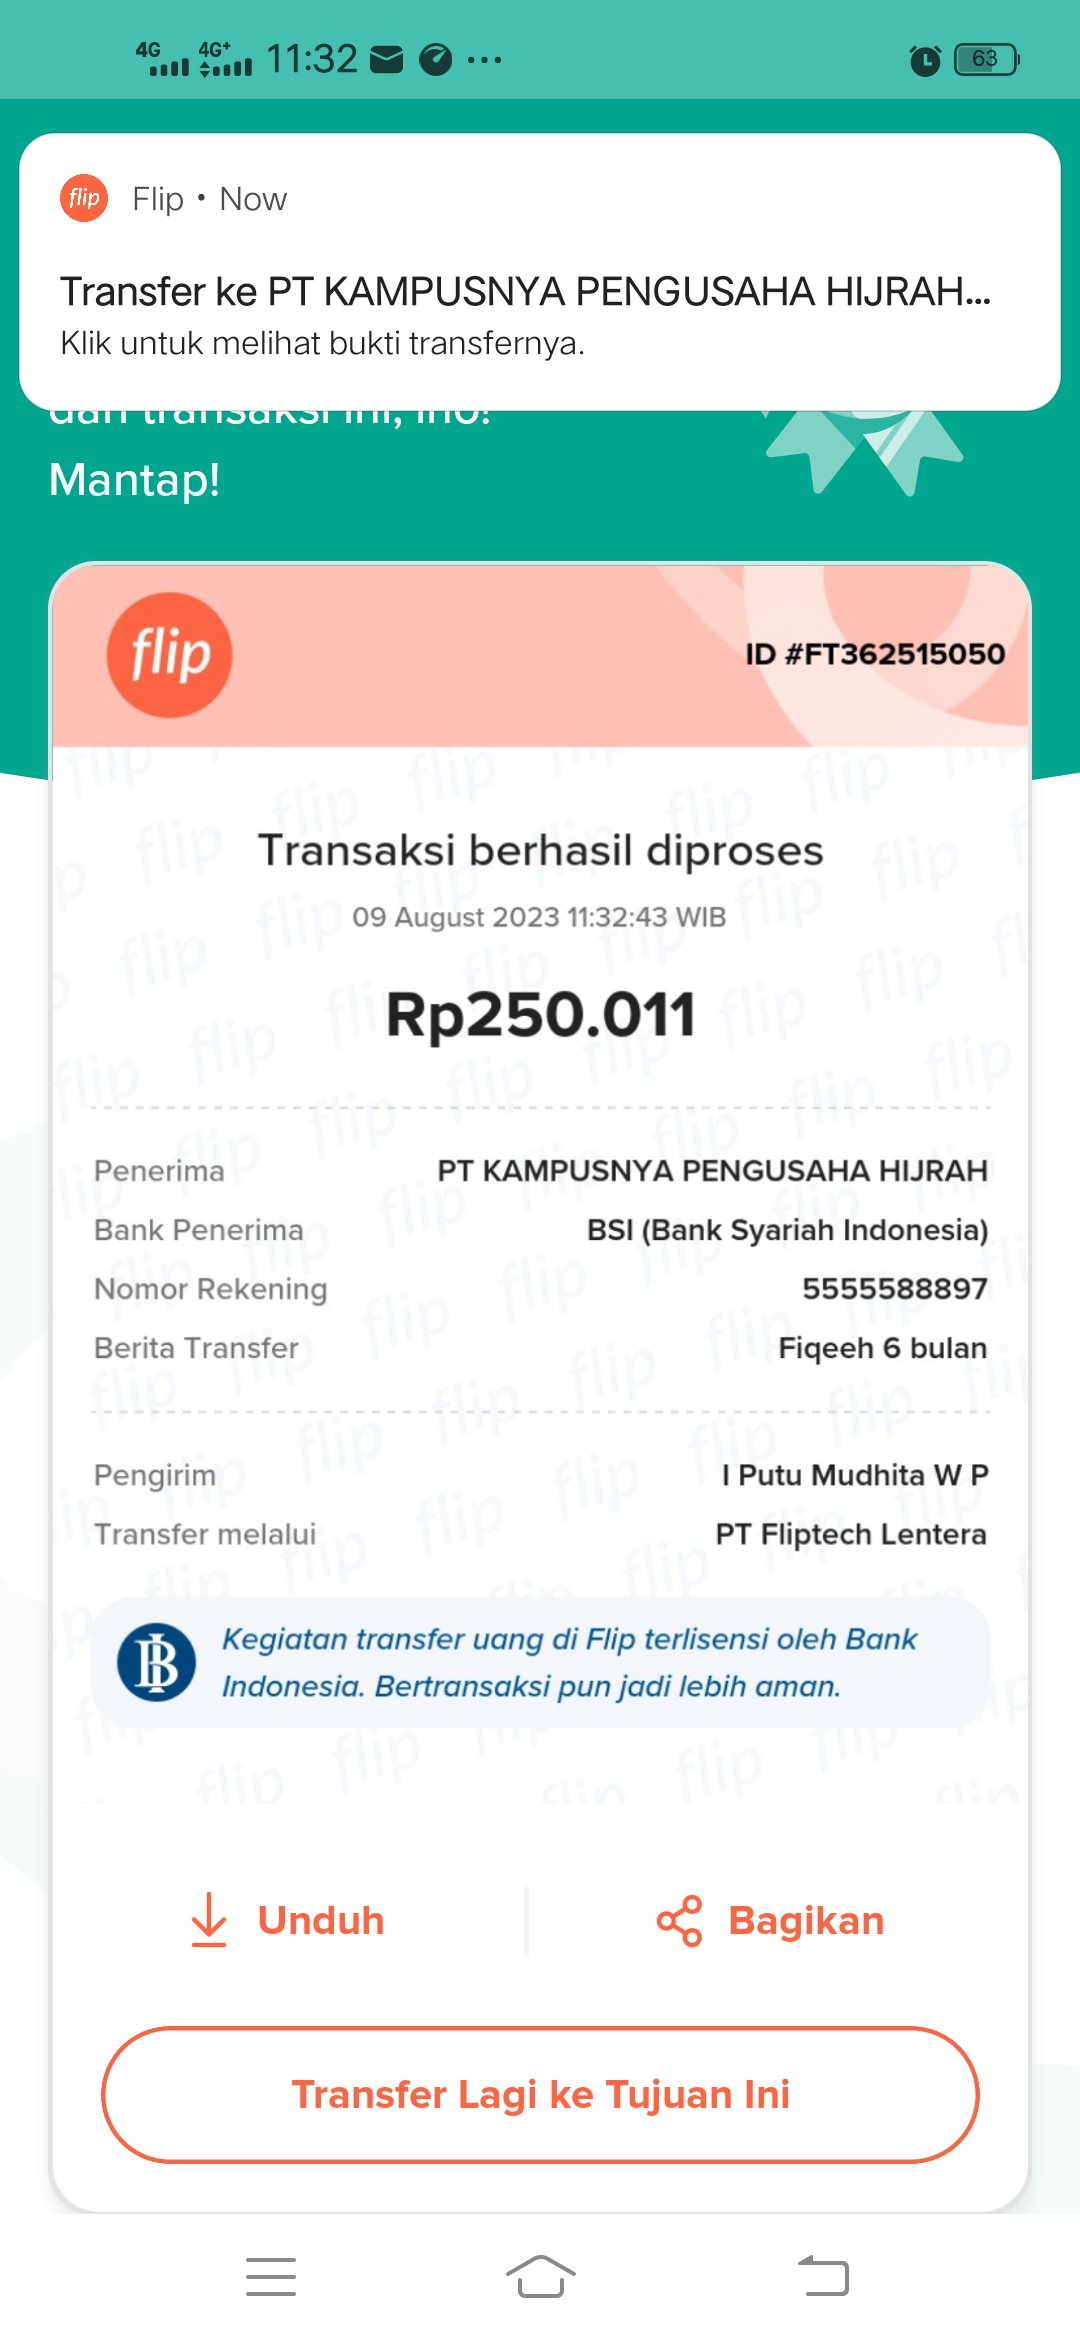 4G 4G+ 11:32 63
flip Flip • Now
Transfer ke PT KAMPUSNYA PENGUSAHA HIJRAH...
Klik untuk melihat bukti transfernya.
dari transaksi ini,
Mantap!
flip ID #FT362515050
Transaksi berhasil diproses
09 August 2023 11:32:43 WIB
Rp250.011
Penerima PT KAMPUSNYA PENGUSAHA HIJRAH
Bank Penerima BSI (Bank Syariah Indonesia)
Nomor Rekening 5555588897
Berita Transfer Fiqeeh 6 bulan
Pengirim I Putu Mudhita W P
Transfer melalui PT Fliptech Lentera
Kegiatan transfer uang di Flip terlisensi oleh Bank
Indonesia. Bertransaksi pun jadi lebih aman.
Unduh Bagikan
Transfer Lagi ke Tujuan Ini